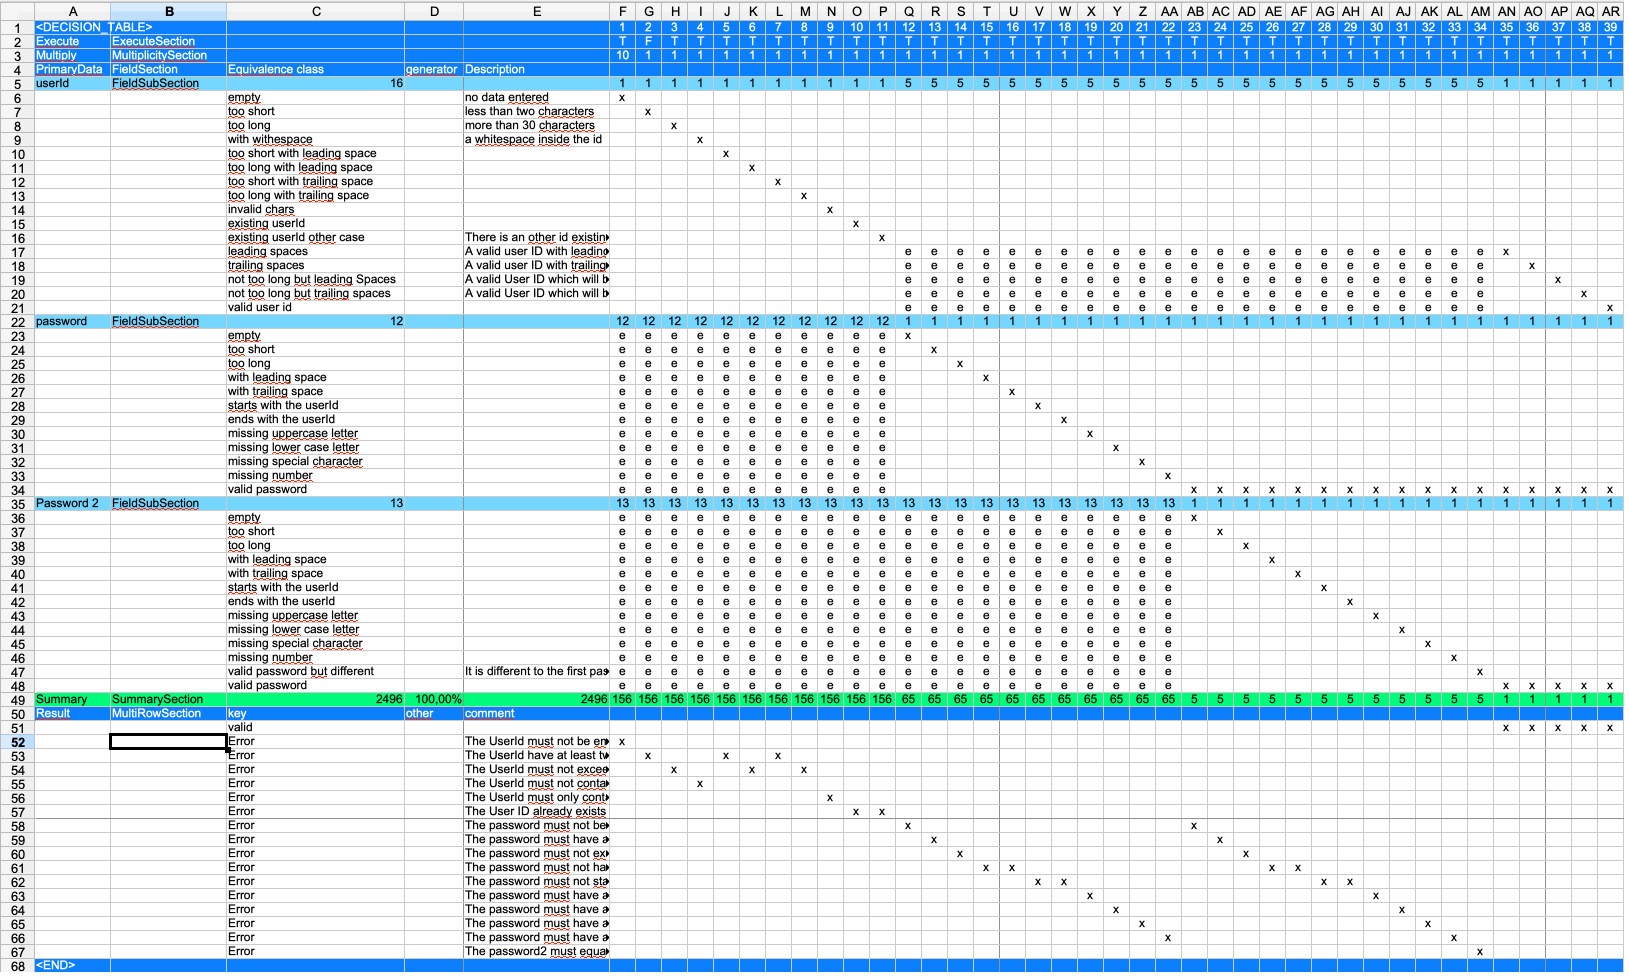 A B C D E F G H I J K L M N O P Q R S T U V W X Y Z AA AB AC AD AE AF AG AH AI AJ AK AL AM AN AO AP AQ AR
1 <DECISION_TABLE> 1 2 3 4 5 6 7 8 9 10 11 12 13 14 15 16 17 18 19 20 21 22 23 24 25 26 27 28 29 30 31 32 33 34 35 36 37 38 39
2 Execute ExecuteSection T F T T T T T T T T T T T T T T T T T T T T T T T T T T T T T T T T T T T T T
3 Multiply MultiplicitySection 10 1 1 1 1 1 1 1 1 1 1 1 1 1 1 1 1 1 1 1 1 1 1 1 1 1 1 1 1 1 1 1 1 1 1 1 1 1 1
4 PrimaryData FieldSection Equivalence class generator Description
5 userId FieldSubSection 16 1 1 1 1 1 1 1 1 1 1 1 5 5 5 5 5 5 5 5 5 5 5 5 5 5 5 5 5 5 5 5 5 5 5 1 1 1 1 1
6 empty no data entered x
7 too short less than two characters x
8 too long more than 30 characters x
9 with withespace a whitespace inside the id x
10 too short with leading space x
11 too long with leading space x
12 too short with trailing space x
13 too long with trailing space x
14 invalid chars x
15 existing userId x
16 existing userId other case There is an other id existin x
17 leading spaces A valid user ID with leading e e e e e e e e e e e e e e e e e e e e e e e x
18 trailing spaces A valid user ID with trailing e e e e e e e e e e e e e e e e e e e e e e e x
19 not too long but leading Spaces A valid User ID which will b e e e e e e e e e e e e e e e e e e e e e e e x
20 not too long but trailing spaces A valid User ID which will b e e e e e e e e e e e e e e e e e e e e e e e x
21 valid user id e e e e e e e e e e e e e e e e e e e e e e e x
22 password FieldSubSection 12 12 12 12 12 12 12 12 12 12 12 12 1 1 1 1 1 1 1 1 1 1 1 1 1 1 1 1 1 1 1 1 1 1 1 1 1 1 1 1
23 empty e e e e e e e e e e e x
24 too short e e e e e e e e e e e x
25 too long e e e e e e e e e e e x
26 with leading space e e e e e e e e e e e x
27 with trailing space e e e e e e e e e e e x
28 starts with the userId e e e e e e e e e e e x
29 ends with the userId e e e e e e e e e e e x
30 missing uppercase letter e e e e e e e e e e e x
31 missing lower case letter e e e e e e e e e e e x
32 missing special character e e e e e e e e e e e x
33 missing number e e e e e e e e e e e x
34 valid password e e e e e e e e e e e x x x x x x x x x x x x x x x x x
35 Password 2 FieldSubSection 13 13 13 13 13 13 13 13 13 13 13 13 13 13 13 13 13 13 13 13 13 13 13 1 1 1 1 1 1 1 1 1 1 1 1 1 1 1 1 1
36 empty e e e e e e e e e e e e e e e e e e e e e e x
37 too short e e e e e e e e e e e e e e e e e e e e e e x
38 too long e e e e e e e e e e e e e e e e e e e e e e x
39 with leading space e e e e e e e e e e e e e e e e e e e e e e x
40 with trailing space e e e e e e e e e e e e e e e e e e e e e e x
41 starts with the userId e e e e e e e e e e e e e e e e e e e e e e x
42 ends with the userId e e e e e e e e e e e e e e e e e e e e e e x
43 missing uppercase letter e e e e e e e e e e e e e e e e e e e e e e x
44 missing lower case letter e e e e e e e e e e e e e e e e e e e e e e x
45 missing special character e e e e e e e e e e e e e e e e e e e e e e x
46 missing number e e e e e e e e e e e e e e e e e e e e e e x
47 valid password but different It is different to the first pas e e e e e e e e e e e e e e e e e e e e e e x
48 valid password e e e e e e e e e e e e e e e e e e e e e e x x x x x
49 Summary SummarySection 2496 100,00% 2496 156 156 156 156 156 156 156 156 156 156 156 65 65 65 65 65 65 65 65 65 65 65 5 5 5 5 5 5 5 5 5 5 5 5 1 1 1 1 1
50 Result MultiRowSection key other comment
51 valid x x x x x
52 Error The UserId must not be en x
53 Error The UserId have at least tw x x x
54 Error The UserId must not excee x x x
55 Error The UserId must not conta x
56 Error The UserId must only conta x
57 Error The User ID already exists x x
58 Error The password must not be x x
59 Error The password must have a x x
60 Error The password must not ex x x
61 Error The password must not ha x x x x
62 Error The password must not sta x x x x
63 Error The password must have a x x
64 Error The password must have a x x
65 Error The password must have a x x
66 Error The password must have a x x
67 Error The password2 must equa x
68 <END>